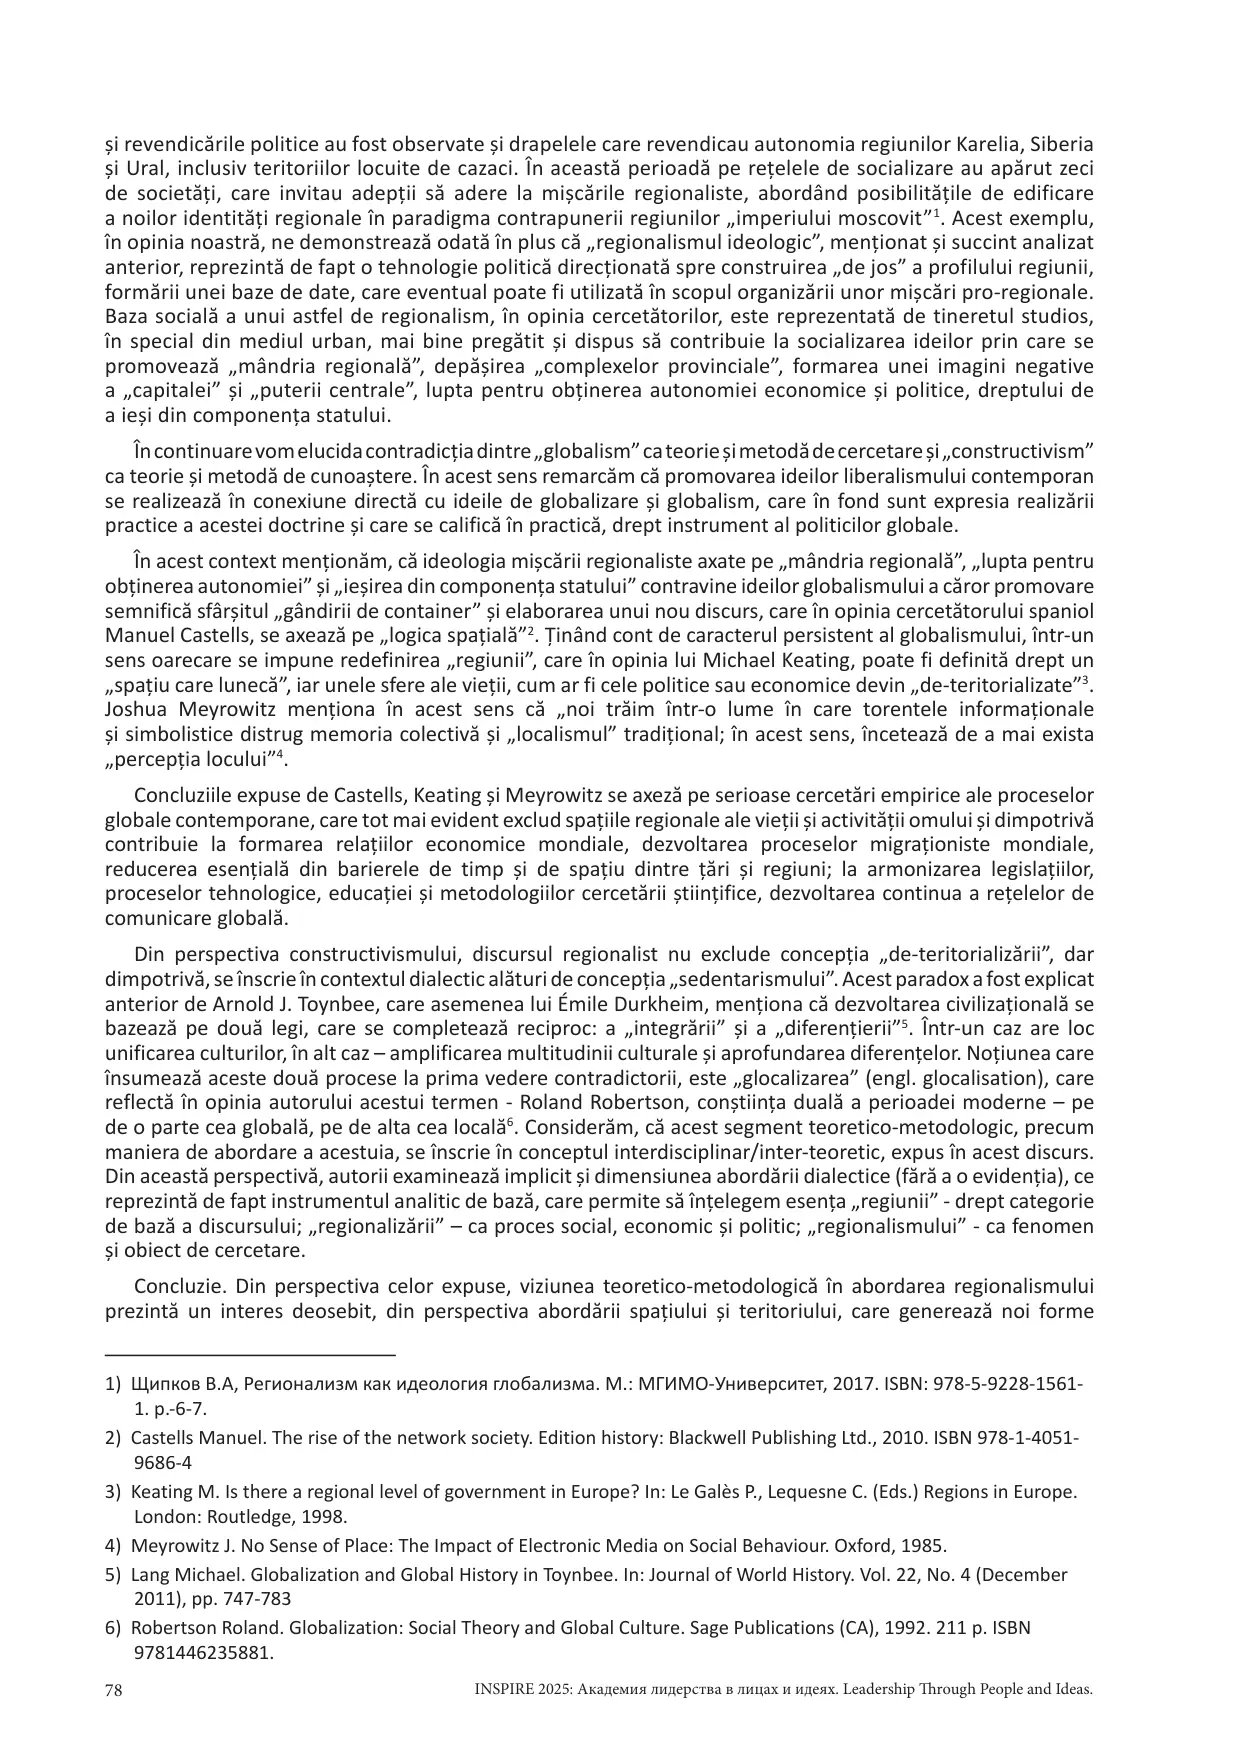 și revendicările politice au fost observate și drapelele care revendicau autonomia regiunilor Karelia, Siberia
și Ural, inclusiv teritoriilor locuite de cazaci. În această perioadă pe rețelele de socializare au apărut zeci
de societăți, care invitau adepții să adere la mișcările regionaliste, abordând posibilitățile de edificare
a noilor identități regionale în paradigma contrapunerii regiunilor „imperiului moscovit”1. Acest exemplu,
în opinia noastră, ne demonstrează odată în plus că „regionalismul ideologic”, menționat și succint analizat
anterior, reprezintă de fapt o tehnologie politică direcționată spre construirea „de jos” a profilului regiunii,
formării unei baze de date, care eventual poate fi utilizată în scopul organizării unor mișcări pro-regionale.
Baza socială a unui astfel de regionalism, în opinia cercetătorilor, este reprezentată de tineretul studios,
în special din mediul urban, mai bine pregătit și dispus să contribuie la socializarea ideilor prin care se
promovează „mândria regională”, depășirea „complexelor provinciale”, formarea unei imagini negative
a „capitalei” și „puterii centrale”, lupta pentru obținerea autonomiei economice și politice, dreptului de
a ieși din componența statului.
În continuare vom elucida contradicția dintre „globalism” ca teorie și metodă de cercetare și „constructivism”
ca teorie și metodă de cunoaștere. În acest sens remarcăm că promovarea ideilor liberalismului contemporan
se realizează în conexiune directă cu ideile de globalizare și globalism, care în fond sunt expresia realizării
practice a acestei doctrine și care se califică în practică, drept instrument al politicilor globale.
În acest context menționăm, că ideologia mișcării regionaliste axate pe „mândria regională”, „lupta pentru
obținerea autonomiei” și „ieșirea din componența statului” contravine ideilor globalismului a căror promovare
semnifică sfârșitul „gândirii de container” și elaborarea unui nou discurs, care în opinia cercetătorului spaniol
Manuel Castells, se axează pe „logica spațială”2. Ținând cont de caracterul persistent al globalismului, într-un
sens oarecare se impune redefinirea „regiunii”, care în opinia lui Michael Keating, poate fi definită drept un
„spațiu care lunecă”, iar unele sfere ale vieții, cum ar fi cele politice sau economice devin „de-teritorializate”3.
Joshua Meyrowitz menționa în acest sens că „noi trăim într-o lume în care torentele informaționale
și simbolistice distrug memoria colectivă și „localismul” tradițional; în acest sens, încetează de a mai exista
„percepția locului”4.
Concluziile expuse de Castells, Keating și Meyrowitz se axeză pe serioase cercetări empirice ale proceselor
globale contemporane, care tot mai evident exclud spațiile regionale ale vieții și activității omului și dimpotrivă
contribuie la formarea relațiilor economice mondiale, dezvoltarea proceselor migraționiste mondiale,
reducerea esențială din barierele de timp și de spațiu dintre țări și regiuni; la armonizarea legislațiilor,
proceselor tehnologice, educației și metodologiilor cercetării științifice, dezvoltarea continua a rețelelor de
comunicare globală.
Din perspectiva constructivismului, discursul regionalist nu exclude concepția „de-teritorializării”, dar
dimpotrivă, se înscrie în contextul dialectic alături de concepția „sedentarismului”. Acest paradox a fost explicat
anterior de Arnold J. Toynbee, care asemenea lui Émile Durkheim, menționa că dezvoltarea civilizațională se
bazează pe două legi, care se completează reciproc: a „integrării” și a „diferențierii”5. Într-un caz are loc
unificarea culturilor, în alt caz – amplificarea multitudinii culturale și aprofundarea diferențelor. Noțiunea care
însumează aceste două procese la prima vedere contradictorii, este „glocalizarea” (engl. glocalisation), care
reflectă în opinia autorului acestui termen - Roland Robertson, conștiința duală a perioadei moderne – pe
de o parte cea globală, pe de alta cea locală6. Considerăm, că acest segment teoretico-metodologic, precum
maniera de abordare a acestuia, se înscrie în conceptul interdisciplinar/inter-teoretic, expus în acest discurs.
Din această perspectivă, autorii examinează implicit și dimensiunea abordării dialectice (fără a o evidenția), ce
reprezintă de fapt instrumentul analitic de bază, care permite să înțelegem esența „regiunii” - drept categorie
de bază a discursului; „regionalizării” – ca proces social, economic și politic; „regionalismului” - ca fenomen
și obiect de cercetare.
Concluzie. Din perspectiva celor expuse, viziunea teoretico-metodologică în abordarea regionalismului
prezintă un interes deosebit, din perspectiva abordării spațiului și teritoriului, care generează noi forme
1) Щипков В.А, Регионализм как идеология глобализма. М.: МГИМО-Университет, 2017. ISBN: 978-5-9228-1561-
1. p.-6-7.
2) Castells Manuel. The rise of the network society. Edition history: Blackwell Publishing Ltd., 2010. ISBN 978-1-4051-
9686-4
3) Keating M. Is there a regional level of government in Europe? In: Le Galès P., Lequesne C. (Eds.) Regions in Europe.
London: Routledge, 1998.
4) Meyrowitz J. No Sense of Place: The Impact of Electronic Media on Social Behaviour. Oxford, 1985.
5) Lang Michael. Globalization and Global History in Toynbee. In: Journal of World History. Vol. 22, No. 4 (December
2011), pp. 747-783
6) Robertson Roland. Globalization: Social Theory and Global Culture. Sage Publications (CA), 1992. 211 p. ISBN
9781446235881.
78 INSPIRE 2025: Академия лидерства в лицах и идеях. Leadership Through People and Ideas.